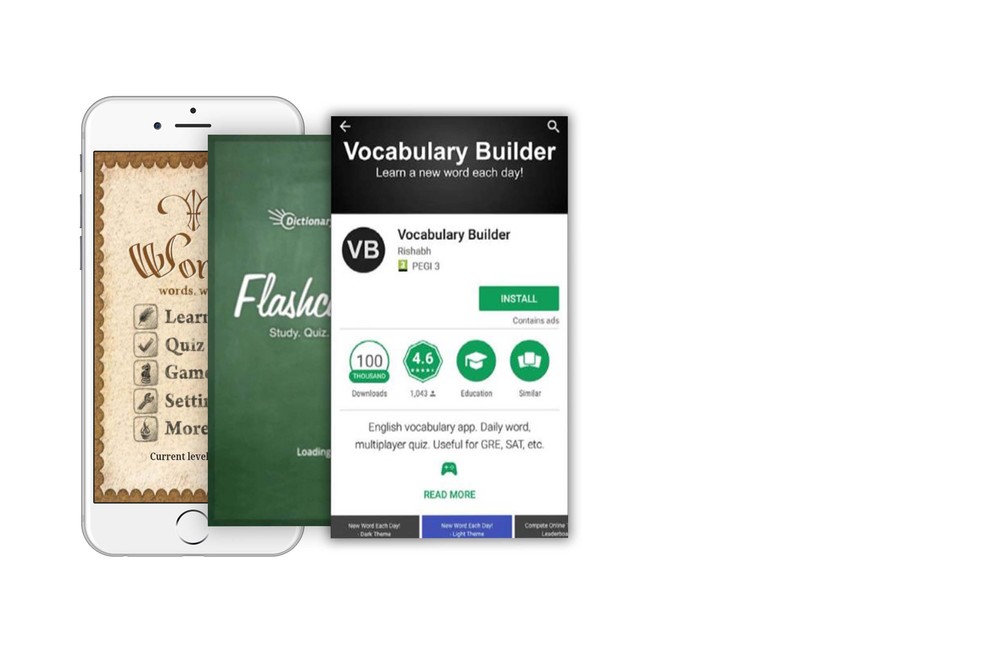 Wor
words, w
Learn
Quiz
Game
Settin
More
Current level
Dictionary
Flashc
Study. Quiz.
Loading
Vocabulary Builder
Learn a new word each day!
VB
Vocabulary Builder
Rishabh
3 PEGI 3
INSTALL
Contains ads
100
THOUSAND
Downloads
4.6
1,043
Education
Similar
English vocabulary app. Daily word,
multiplayer quiz. Useful for GRE, SAT, etc.
READ MORE
New Word Each Day!
- Dark Theme
New Word Each Day!
- Light Theme
Compete Online
Leaderboa